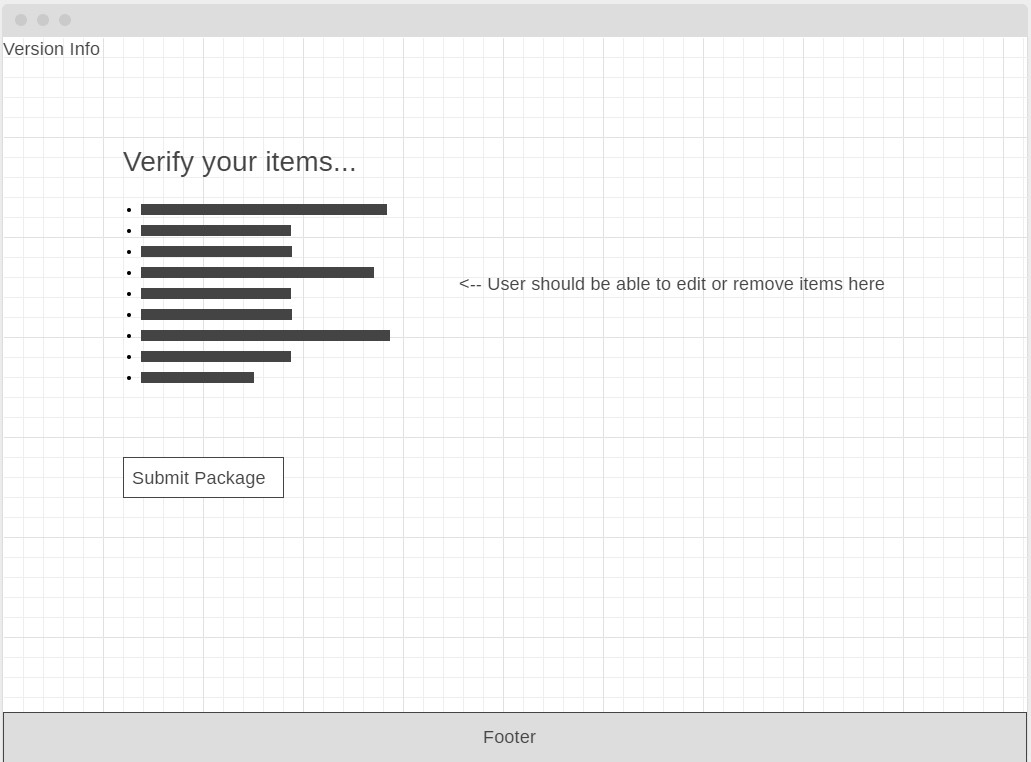 Version Info
Verify your items...
<-- User should be able to edit or remove items here
Submit Package
Footer